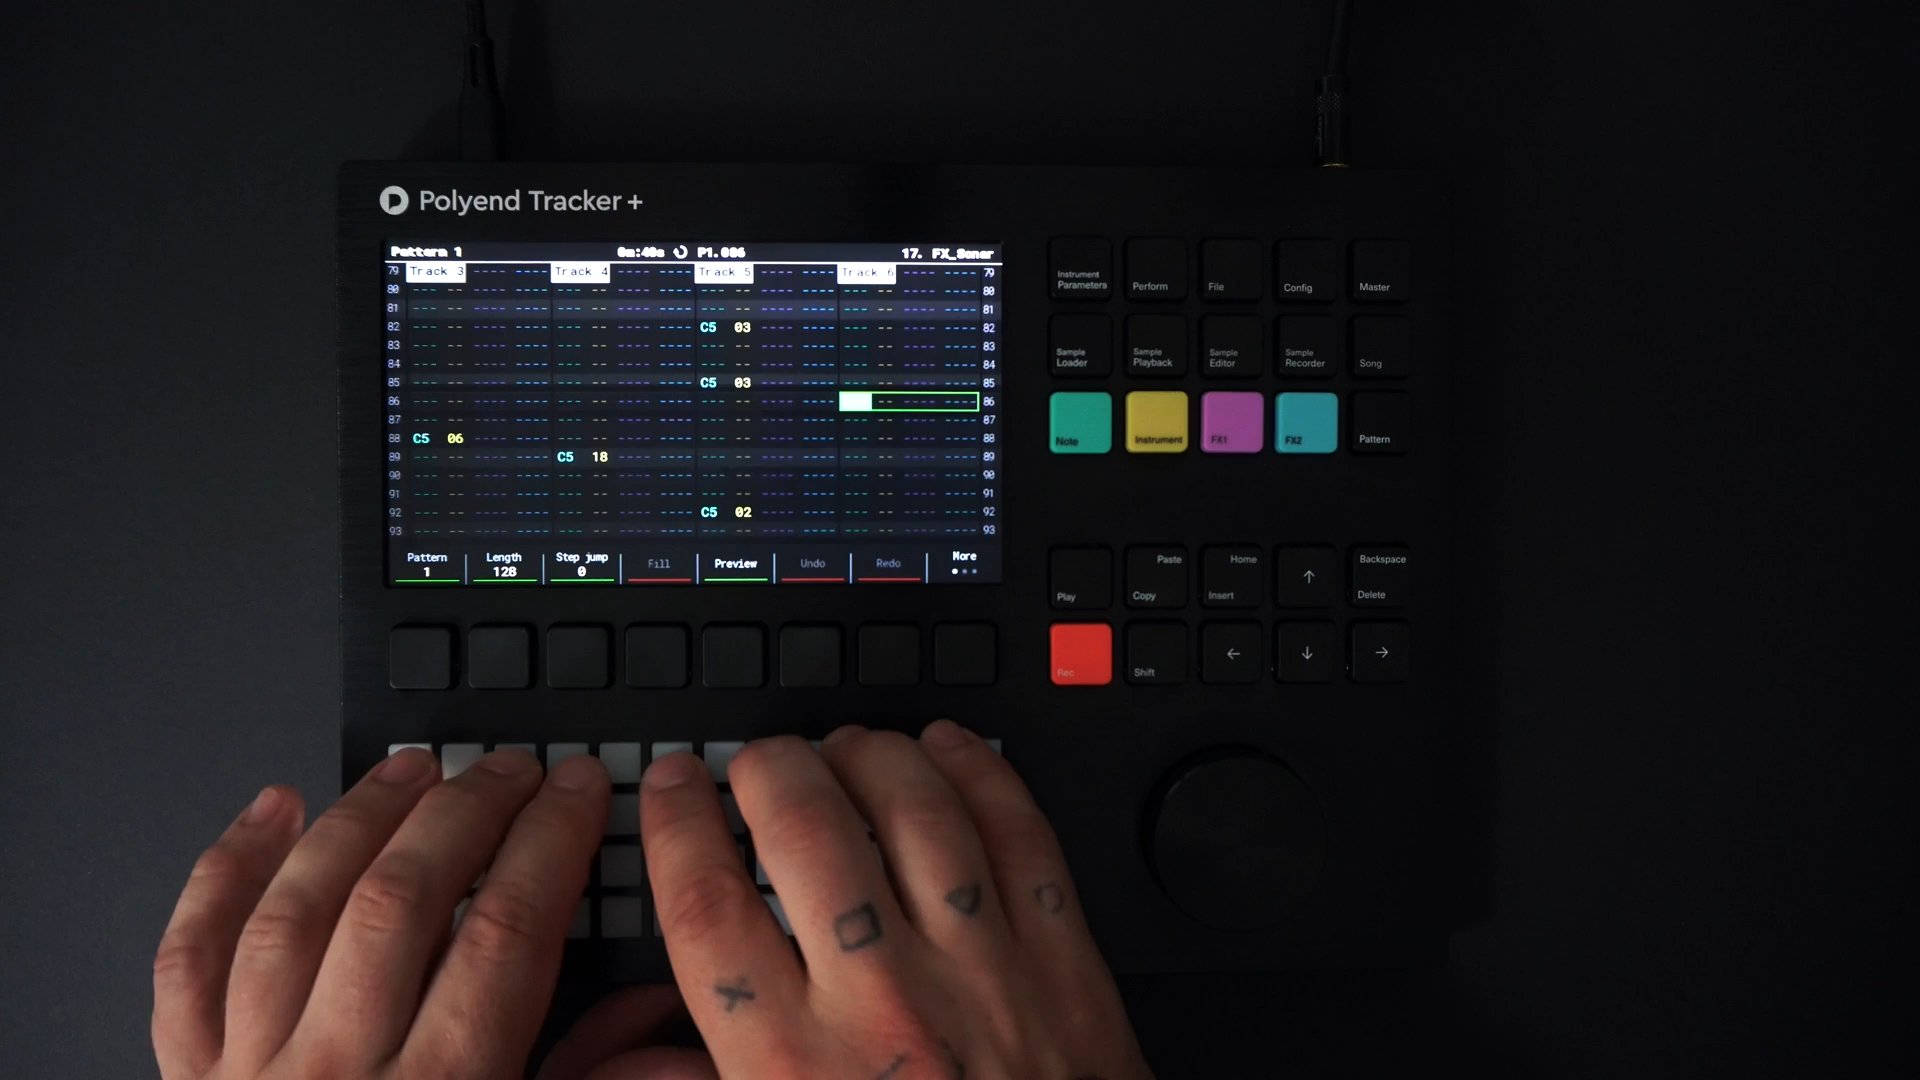 Polyend Tracker+
Pattern 1 P1.086 17. FX_Sonar
79 Track 3 Track 4 Track 5 Track 6 79
80 80
81 81
82 C5 03 82
83 83
84 84
85 C5 03 85
86 86
87 87
88 C5 06 88
89 C5 18 89
90 90
91 91
92 C5 02 92
93 93
Pattern Length Step jump Fill Preview Undo Redo More
1 128 0
Instrument Parameters Perform File Config Master
Sample Loader Sample Playback Sample Editor Sample Recorder Song
Note Instrument FX1 FX2 Pattern
Paste Home ↑ Backspace
Play Copy Insert Delete
Rec Shift ← ↓ →